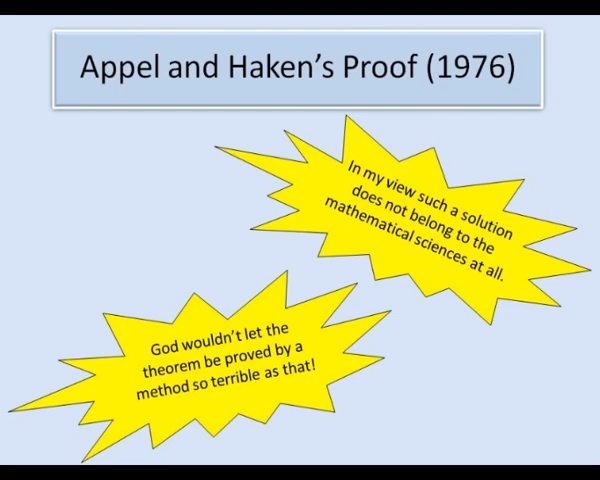 Appel and Haken's Proof (1976)
In my view such a solution
does not belong to the
mathematical sciences at all.
God wouldn't let the
theorem be proved by a
method so terrible as that!